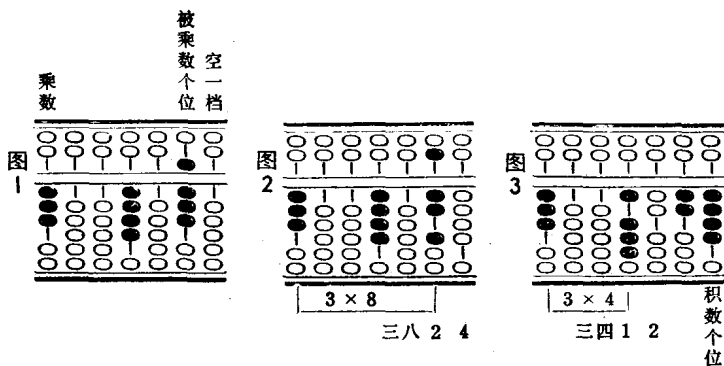 乘数
被乘数个位
空一档
图1
图2
图3
3 × 8
三八 2 4
3 × 4
三四 1 2
积数个位